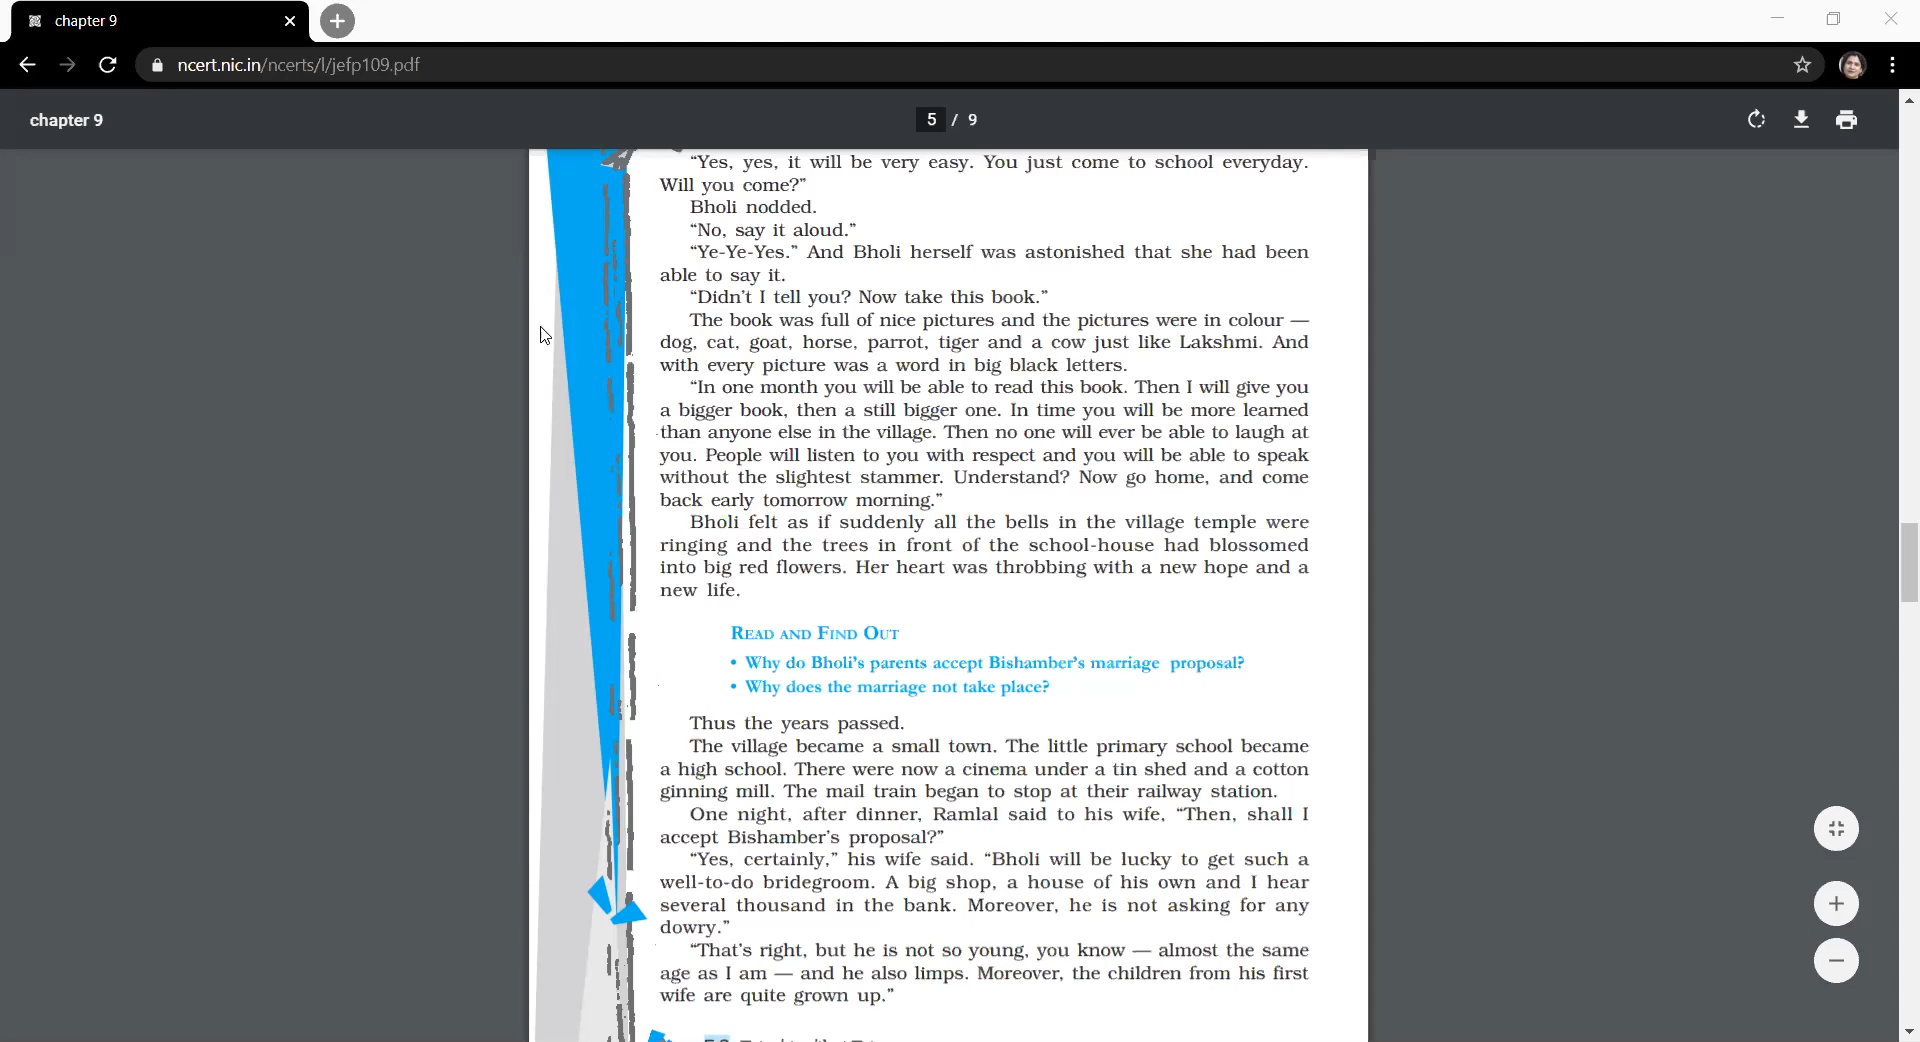 chapter 9
ncert.nic.in/ncerts/l/jefp109.pdf
chapter 9
5 / 9
“Yes, yes, it will be very easy. You just come to school everyday.
Will you come?”
Bholi nodded.
“No, say it aloud.”
“Ye-Ye-Yes.” And Bholi herself was astonished that she had been
able to say it.
“Didn’t I tell you? Now take this book.”
The book was full of nice pictures and the pictures were in colour —
dog, cat, goat, horse, parrot, tiger and a cow just like Lakshmi. And
with every picture was a word in big black letters.
“In one month you will be able to read this book. Then I will give you
a bigger book, then a still bigger one. In time you will be more learned
than anyone else in the village. Then no one will ever be able to laugh at
you. People will listen to you with respect and you will be able to speak
without the slightest stammer. Understand? Now go home, and come
back early tomorrow morning.”
Bholi felt as if suddenly all the bells in the village temple were
ringing and the trees in front of the school-house had blossomed
into big red flowers. Her heart was throbbing with a new hope and a
new life.
READ AND FIND OUT
• Why do Bholi’s parents accept Bishamber’s marriage proposal?
• Why does the marriage not take place?
Thus the years passed.
The village became a small town. The little primary school became
a high school. There were now a cinema under a tin shed and a cotton
ginning mill. The mail train began to stop at their railway station.
One night, after dinner, Ramlal said to his wife, “Then, shall I
accept Bishamber’s proposal?”
“Yes, certainly,” his wife said. “Bholi will be lucky to get such a
well-to-do bridegroom. A big shop, a house of his own and I hear
several thousand in the bank. Moreover, he is not asking for any
dowry.”
“That’s right, but he is not so young, you know — almost the same
age as I am — and he also limps. Moreover, the children from his first
wife are quite grown up.”